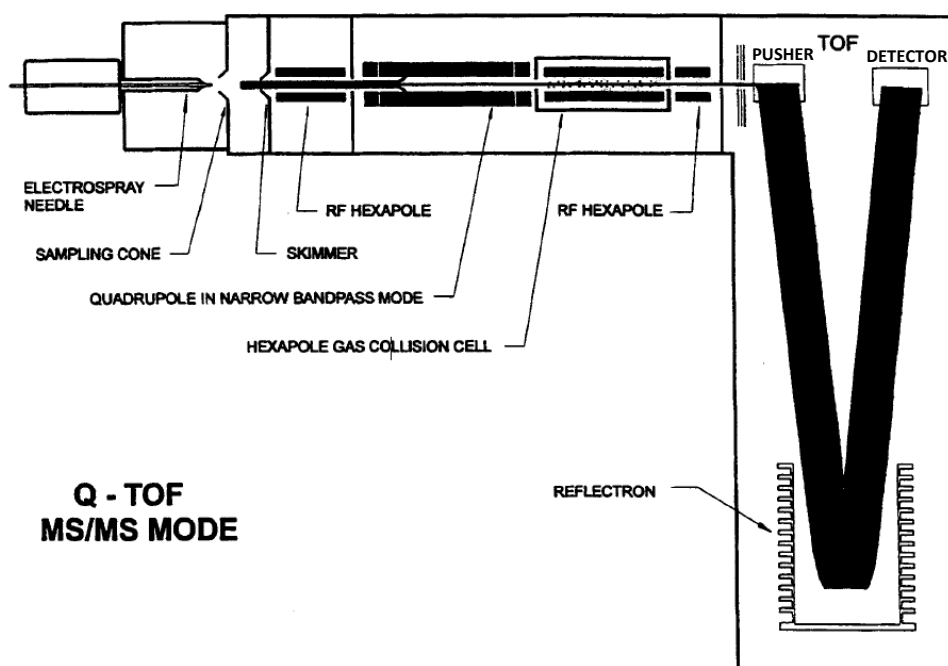 TOF
PUSHER
DETECTOR
ELECTROSPRAY
NEEDLE
RF HEXAPOLE
RF HEXAPOLE
SAMPLING CONE
SKIMMER
QUADRUPOLE IN NARROW BANDPASS MODE
HEXAPOLE GAS COLLISION CELL
Q - TOF
MS/MS MODE
REFLECTRON